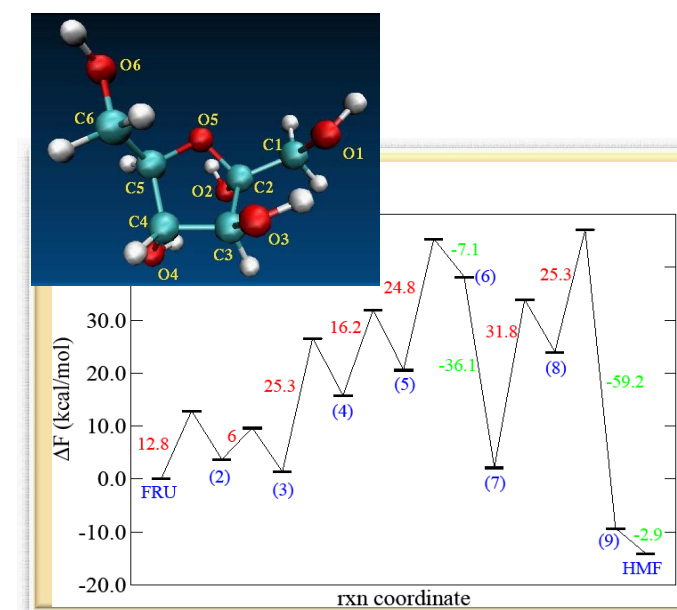 O6
C6
O5
C1
O1
C5
O2
C2
C4
O3
C3
O4
-7.1
24.8
(6)
25.3
30.0
16.2
31.8
-36.1
(8)
20.0
25.3
(5)
-59.2
(4)
10.0
12.8
6
0.0
(2)
(3)
(7)
FRU
-10.0
(9)
-2.9
HMF
-20.0
ΔF (kcal/mol)
rxn coordinate